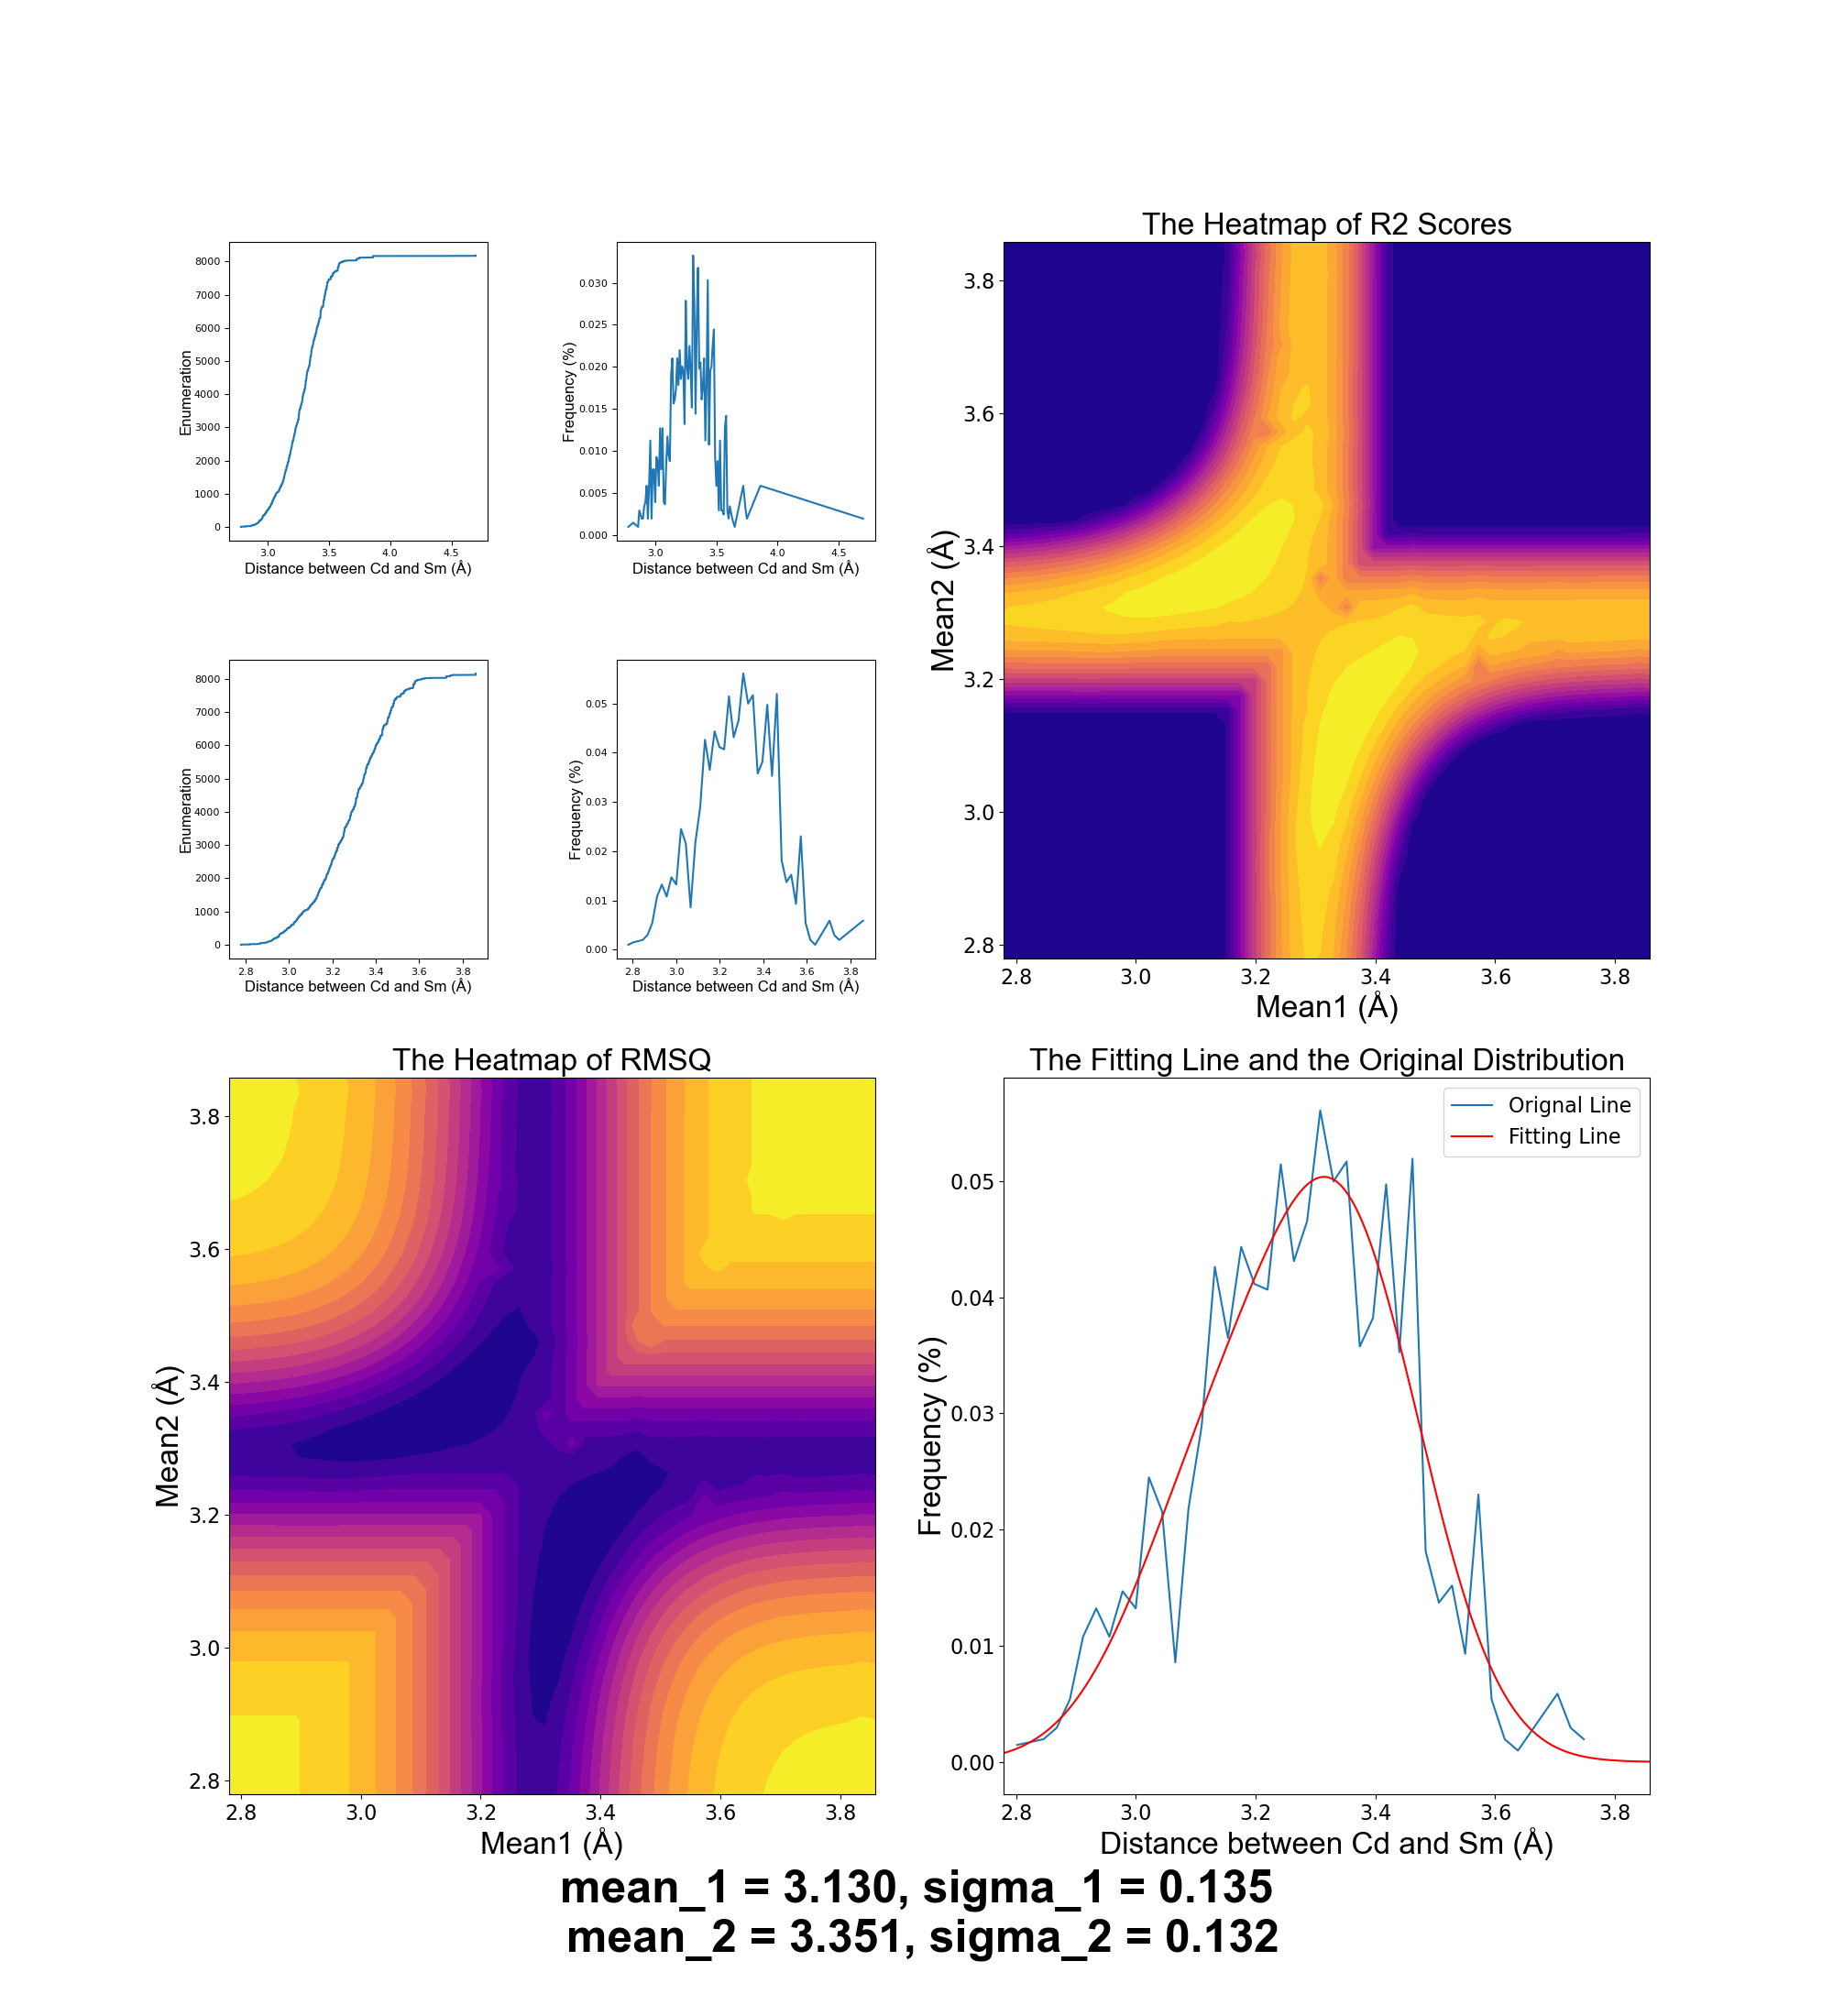 The Heatmap of R2 Scores
8000
7000
6000
5000
4000
3000
2000
1000
0
Enumeration
3.0 3.5 4.0 4.5
Distance between Cd and Sm (Å)
0.030
0.025
0.020
0.015
0.010
0.005
0.000
Frequency (%)
3.0 3.5 4.0 4.5
Distance between Cd and Sm (Å)
3.8
3.6
3.4
3.2
3.0
2.8
Mean2 (Å)
2.8 3.0 3.2 3.4 3.6 3.8
Mean1 (Å)
8000
7000
6000
5000
4000
3000
2000
1000
0
Enumeration
2.8 3.0 3.2 3.4 3.6 3.8
Distance between Cd and Sm (Å)
0.05
0.04
0.03
0.02
0.01
0.00
Frequency (%)
2.8 3.0 3.2 3.4 3.6 3.8
Distance between Cd and Sm (Å)
The Heatmap of RMSQ
3.8
3.6
3.4
3.2
3.0
2.8
Mean2 (Å)
2.8 3.0 3.2 3.4 3.6 3.8
Mean1 (Å)
The Fitting Line and the Original Distribution
Orignal Line
Fitting Line
0.05
0.04
0.03
0.02
0.01
0.00
Frequency (%)
2.8 3.0 3.2 3.4 3.6 3.8
Distance between Cd and Sm (Å)
mean_1 = 3.130, sigma_1 = 0.135
mean_2 = 3.351, sigma_2 = 0.132